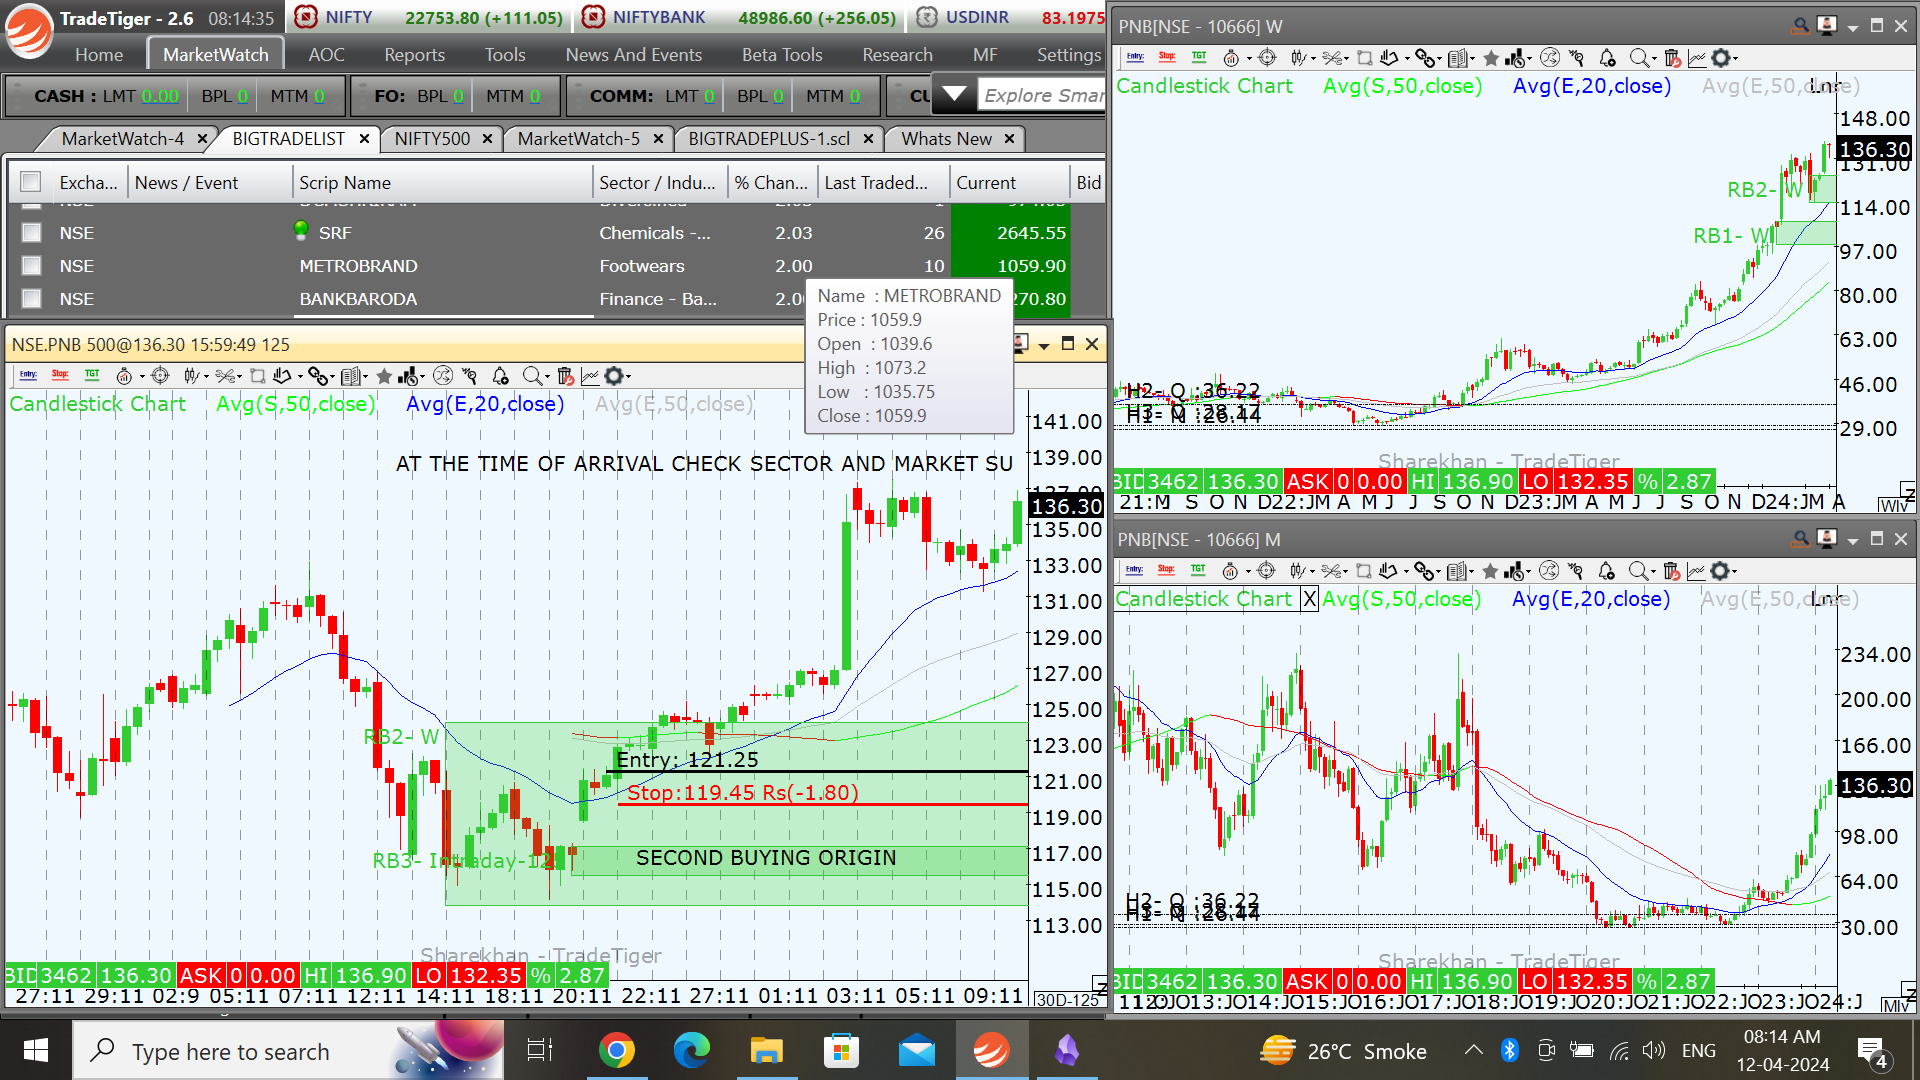 TradeTiger - 2.6 08:14:35 NIFTY 22753.80 (+111.05) NIFTYBANK 48986.60 (+256.05) USDINR 83.1975
Home MarketWatch AOC Reports Tools News And Events Beta Tools Research MF Settings
CASH : LMT 0.00 BPL 0 MTM 0 FO: BPL 0 MTM 0 COMM: LMT 0 BPL 0 MTM 0 CU Explore Smar
MarketWatch-4 BIGTRADELIST NIFTY500 MarketWatch-5 BIGTRADEPLUS-1.scl Whats New
Excha... News / Event Scrip Name Sector / Indu... % Chan... Last Traded... Current Bid
NSE SRF Chemicals -... 2.03 26 2645.55
NSE METROBRAND Footwears 2.00 10 1059.90
NSE BANKBARODA Finance - Ba... 270.80
Name : METROBRAND
Price : 1059.9
Open : 1039.6
High : 1073.2
Low : 1035.75
Close : 1059.9
NSE.PNB 500@136.30 15:59:49 125
Entry: Stop: TGT
Candlestick Chart Avg(S,50,close) Avg(E,20,close) Avg(E,50,close)
AT THE TIME OF ARRIVAL CHECK SECTOR AND MARKET SU
141.00
139.00
137.00
136.30
135.00
133.00
131.00
129.00
127.00
125.00
123.00
121.00
119.00
117.00
115.00
113.00
RB2- W
Entry: 121.25
Stop:119.45 Rs(-1.80)
RB3- Intraday-125
SECOND BUYING ORIGIN
Sharekhan - TradeTiger
BID 3462 136.30 ASK 0 0.00 HI 136.90 LO 132.35 % 2.87
27:11 29:11 02:9 05:11 07:11 12:11 14:11 18:11 20:11 22:11 27:11 01:11 03:11 05:11 09:11
30D-125
PNB[NSE - 10666] W
Entry: Stop: TGT
Candlestick Chart Avg(S,50,close) Avg(E,20,close) Avg(E,50,close)
148.00
136.30
131.00
114.00
97.00
80.00
63.00
46.00
29.00
RB2- W
RB1- W
H2- Q :36.22
Sharekhan - TradeTiger
BID 3462 136.30 ASK 0 0.00 HI 136.90 LO 132.35 % 2.87
21:M J S O N D22:JM A M J J S O N D23:JM A M J J S O N D24:JM A
PNB[NSE - 10666] M
Entry: Stop: TGT
Candlestick Chart X Avg(S,50,close) Avg(E,20,close) Avg(E,50,close)
234.00
200.00
166.00
136.30
98.00
64.00
30.00
H2- Q :36.22
Sharekhan - TradeTiger
BID 3462 136.30 ASK 0 0.00 HI 136.90 LO 132.35 % 2.87
JO13:JO14:JO15:JO16:JO17:JO18:JO19:JO20:JO21:JO22:JO23:JO24:J
Type here to search
26°C Smoke
ENG
08:14 AM
12-04-2024
4